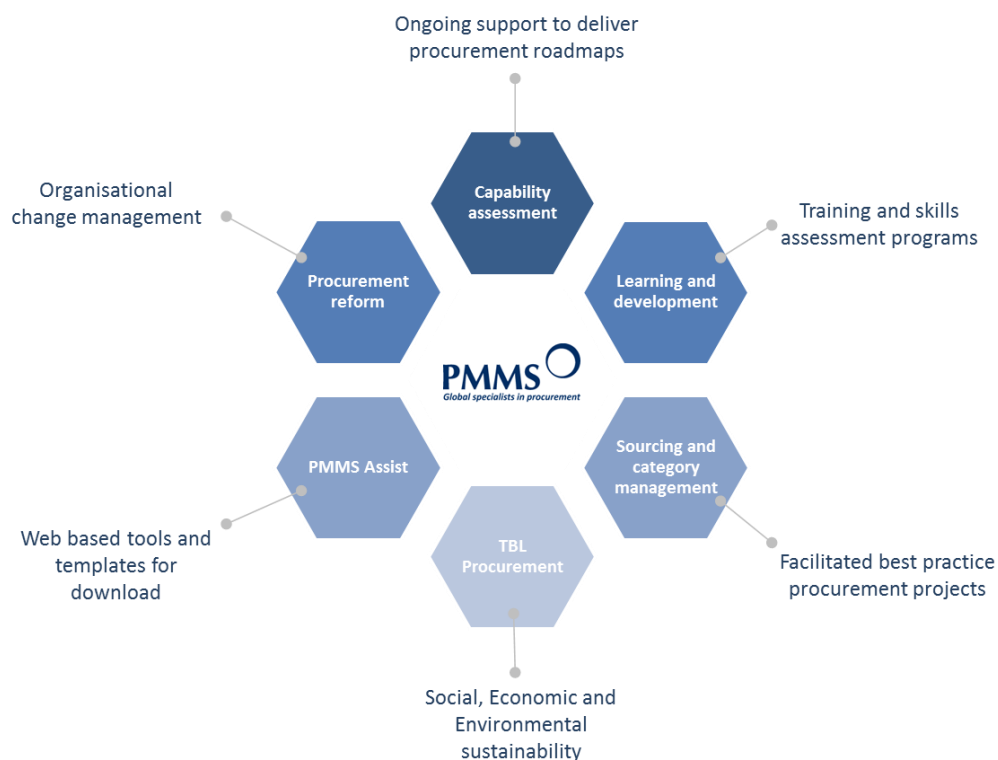 Ongoing support to deliver
procurement roadmaps
Capability
assessment
Organisational
change management
Procurement
reform
Training and skills
assessment programs
Learning and
development
PMMS
Global specialists in procurement
PMMS Assist
Web based tools and
templates for
download
Sourcing and
category
management
Facilitated best practice
procurement projects
TBL
Procurement
Social, Economic and
Environmental
sustainability